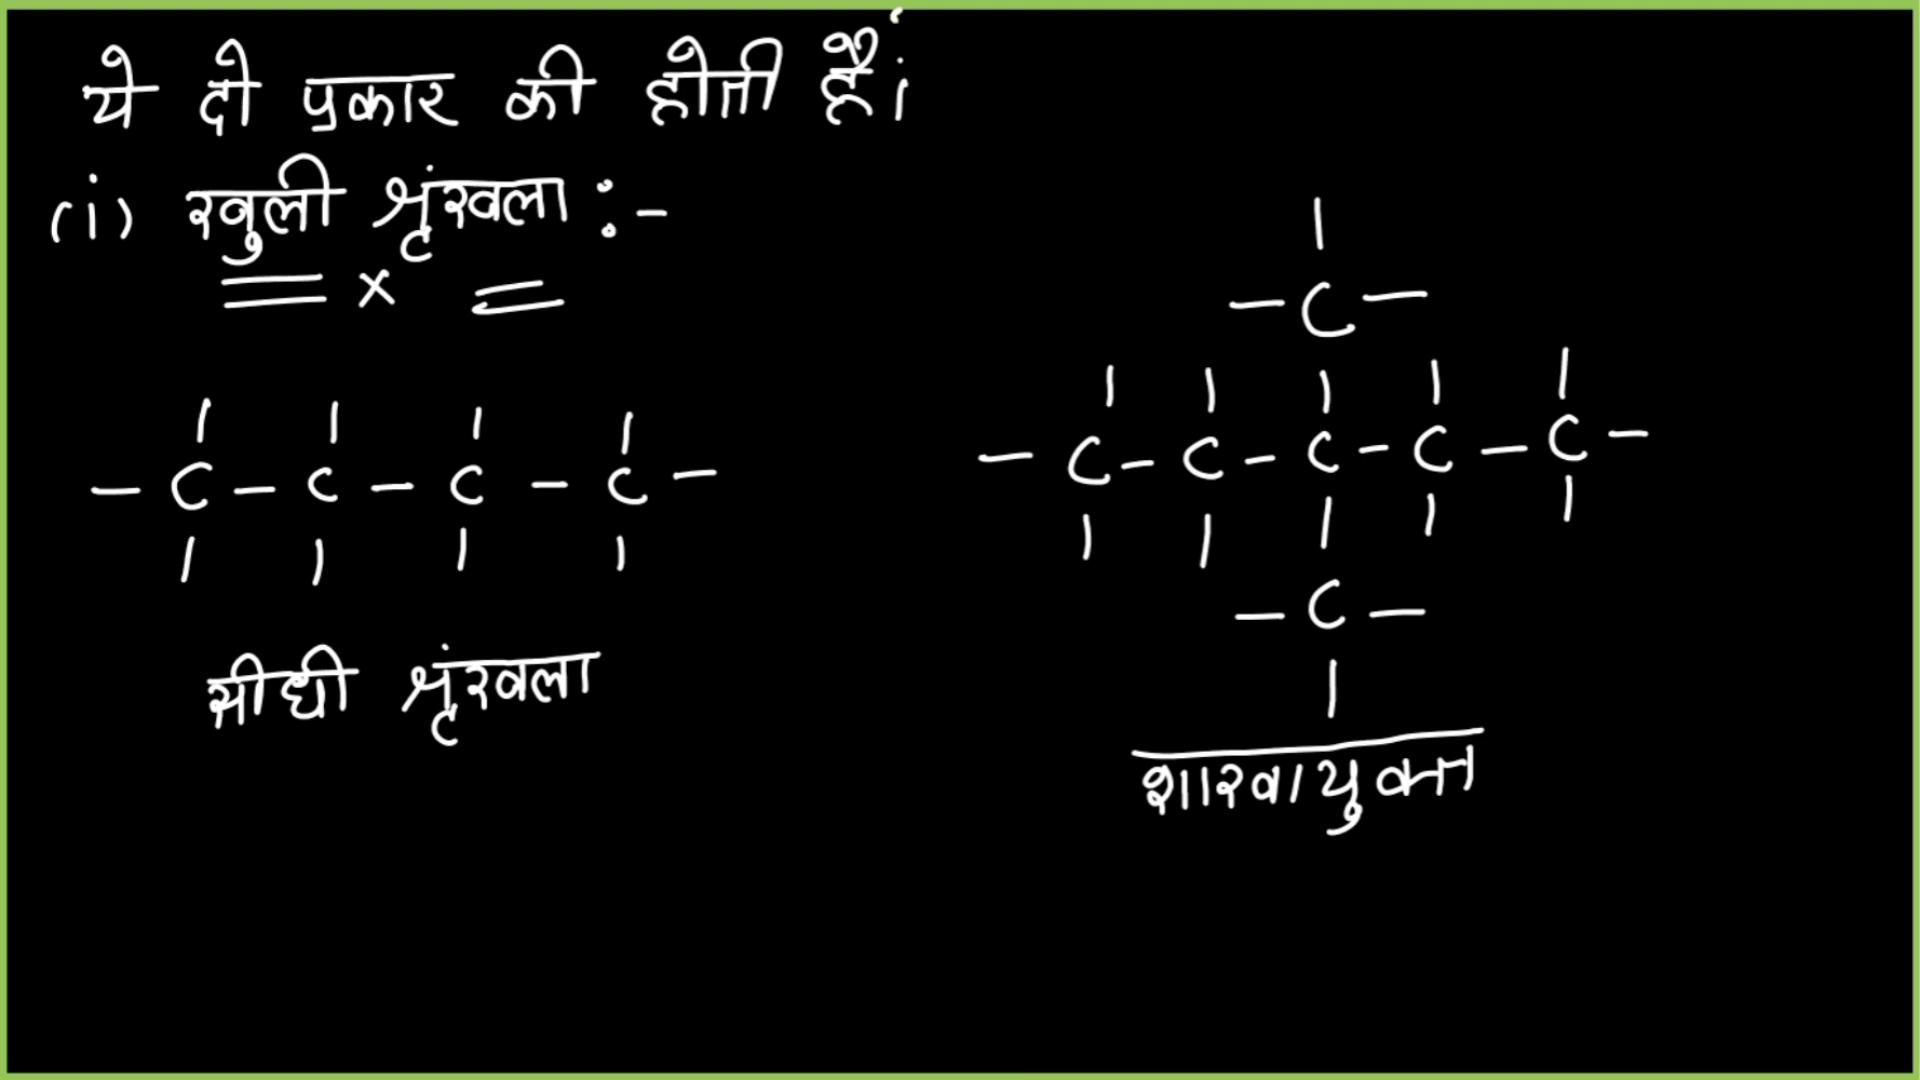 ये दो प्रकार की होती हैं।
(i) खुली श्रृंखला :-
= × =
| | | |
- C - C - C - C -
| | | |
सीधी श्रृंखला
|
- C -
| | | | |
- C - C - C - C - C -
| | | | |
- C -
|
शाखायुक्त